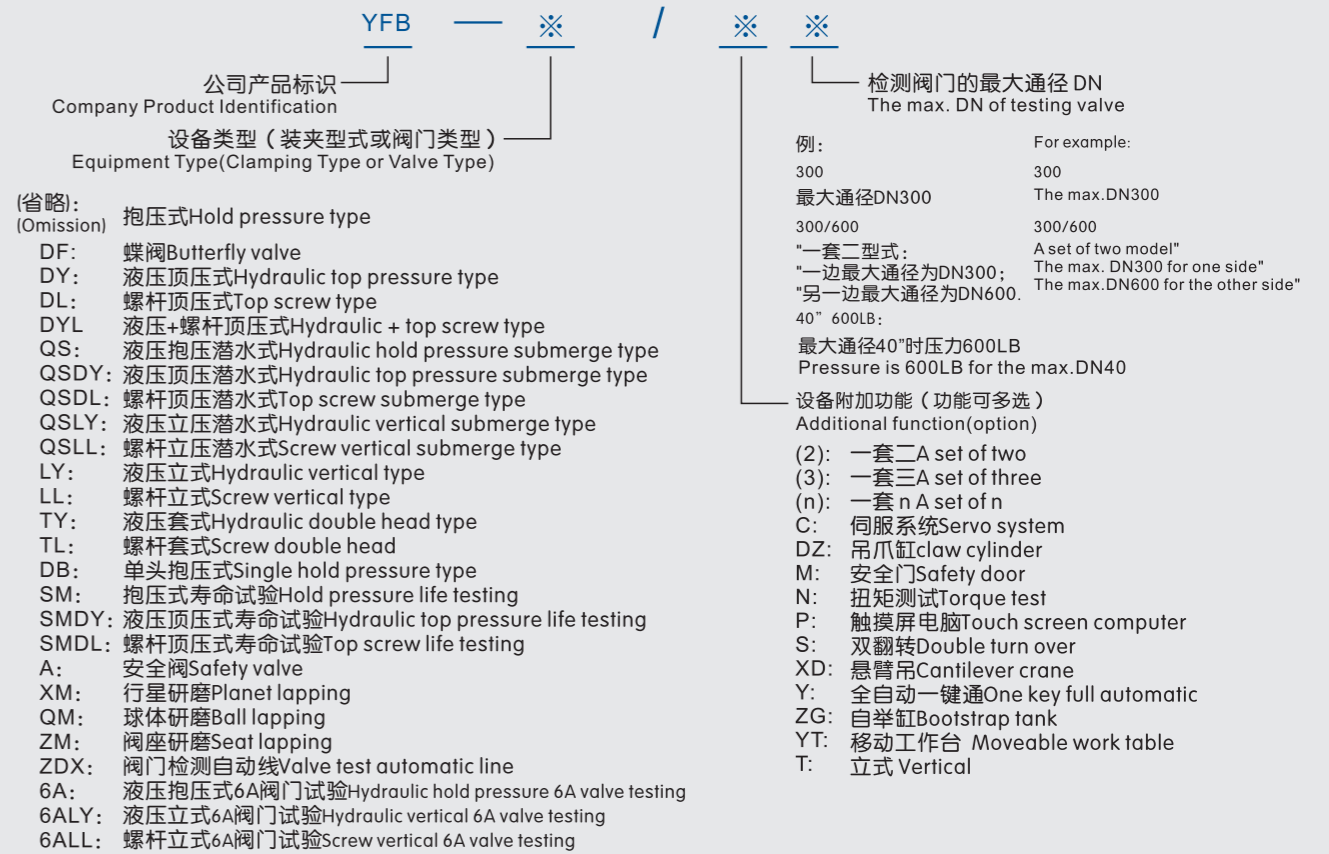 YFB — ※ / ※ ※
公司产品标识
Company Product Identification
设备类型（装夹型式或阀门类型）
Equipment Type(Clamping Type or Valve Type)
(省略)：
(Omission) 抱压式Hold pressure type
DF: 蝶阀Butterfly valve
DY: 液压顶压式Hydraulic top pressure type
DL: 螺杆顶压式Top screw type
DYL 液压+螺杆顶压式Hydraulic + top screw type
QS: 液压抱压潜水式Hydraulic hold pressure submerge type
QSDY: 液压顶压潜水式Hydraulic top pressure submerge type
QSDL: 螺杆顶压潜水式Top screw submerge type
QSLY: 液压立压潜水式Hydraulic vertical submerge type
QSLL: 螺杆立压潜水式Screw vertical submerge type
LY: 液压立式Hydraulic vertical type
LL: 螺杆立式Screw vertical type
TY: 液压套式Hydraulic double head type
TL: 螺杆套式Screw double head
DB: 单头抱压式Single hold pressure type
SM: 抱压式寿命试验Hold pressure life testing
SMDY: 液压顶压式寿命试验Hydraulic top pressure life testing
SMDL: 螺杆顶压式寿命试验Top screw life testing
A: 安全阀Safety valve
XM: 行星研磨Planet lapping
QM: 球体研磨Ball lapping
ZM: 阀座研磨Seat lapping
ZDX: 阀门检测自动线Valve test automatic line
6A: 液压抱压式6A阀门试验Hydraulic hold pressure 6A valve testing
6ALY: 液压立式6A阀门试验Hydraulic vertical 6A valve testing
6ALL: 螺杆立式6A阀门试验Screw vertical 6A valve testing
检测阀门的最大通径 DN
The max. DN of testing valve
例： For example:
300 300
最大通径DN300 The max.DN300
300/600 300/600
"一套二型式： A set of two model"
"一边最大通径为DN300； The max. DN300 for one side"
"另一边最大通径为DN600. The max.DN600 for the other side"
40” 600LB：
最大通径40”时压力600LB
Pressure is 600LB for the max.DN40
设备附加功能（功能可多选）
Additional function(option)
(2): 一套二A set of two
(3): 一套三A set of three
(n): 一套 n A set of n
C: 伺服系统Servo system
DZ: 吊爪缸claw cylinder
M: 安全门Safety door
N: 扭矩测试Torque test
P: 触摸屏电脑Touch screen computer
S: 双翻转Double turn over
XD: 悬臂吊Cantilever crane
Y: 全自动一键通One key full automatic
ZG: 自举缸Bootstrap tank
YT: 移动工作台 Moveable work table
T: 立式 Vertical